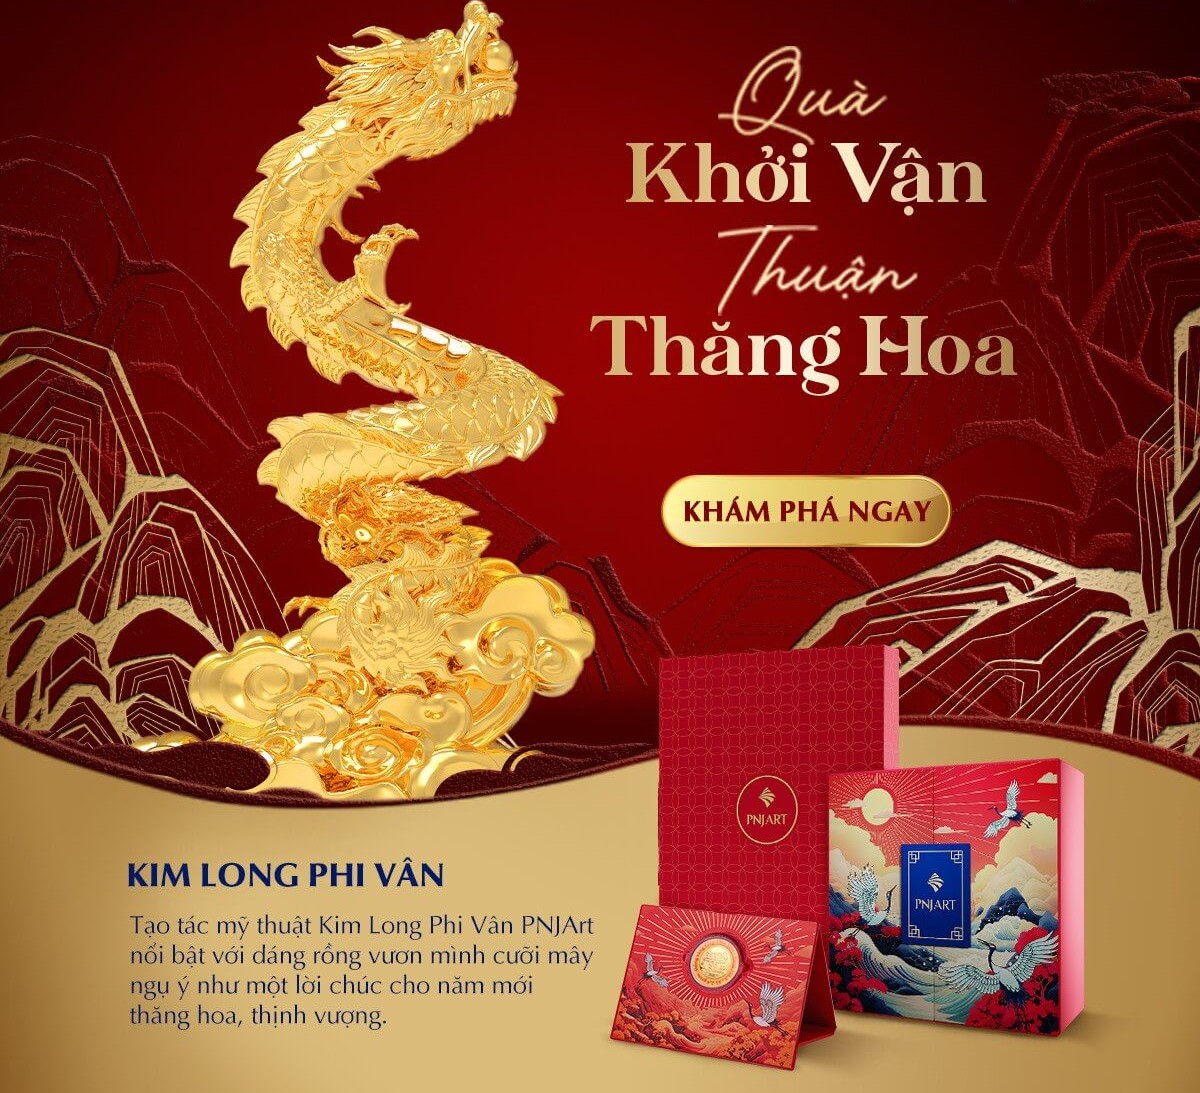 Quà
Khởi Vận
Thuận
Thăng Hoa
KHÁM PHÁ NGAY
PNJART
PNJART
KIM LONG PHI VÂN
Tạo tác mỹ thuật Kim Long Phi Vân PNJArt
nổi bật với dáng rồng vươn mình cưỡi mây
ngụ ý như một lời chúc cho năm mới
thăng hoa, thịnh vượng.